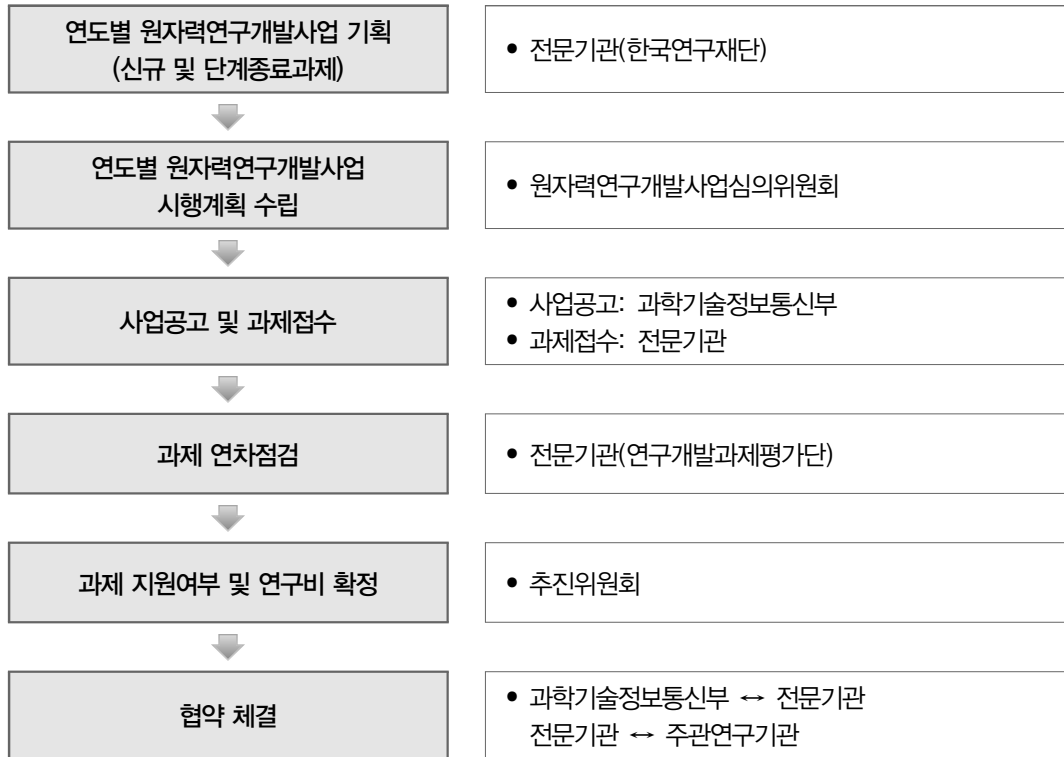 연도별 원자력연구개발사업 기획
(신규 및 단계종료과제)
• 전문기관(한국연구재단)
연도별 원자력연구개발사업
시행계획 수립
• 원자력연구개발사업심의위원회
사업공고 및 과제접수
• 사업공고: 과학기술정보통신부
• 과제접수: 전문기관
과제 연차점검
• 전문기관(연구개발과제평가단)
과제 지원여부 및 연구비 확정
• 추진위원회
협약 체결
• 과학기술정보통신부 ↔ 전문기관
전문기관 ↔ 주관연구기관